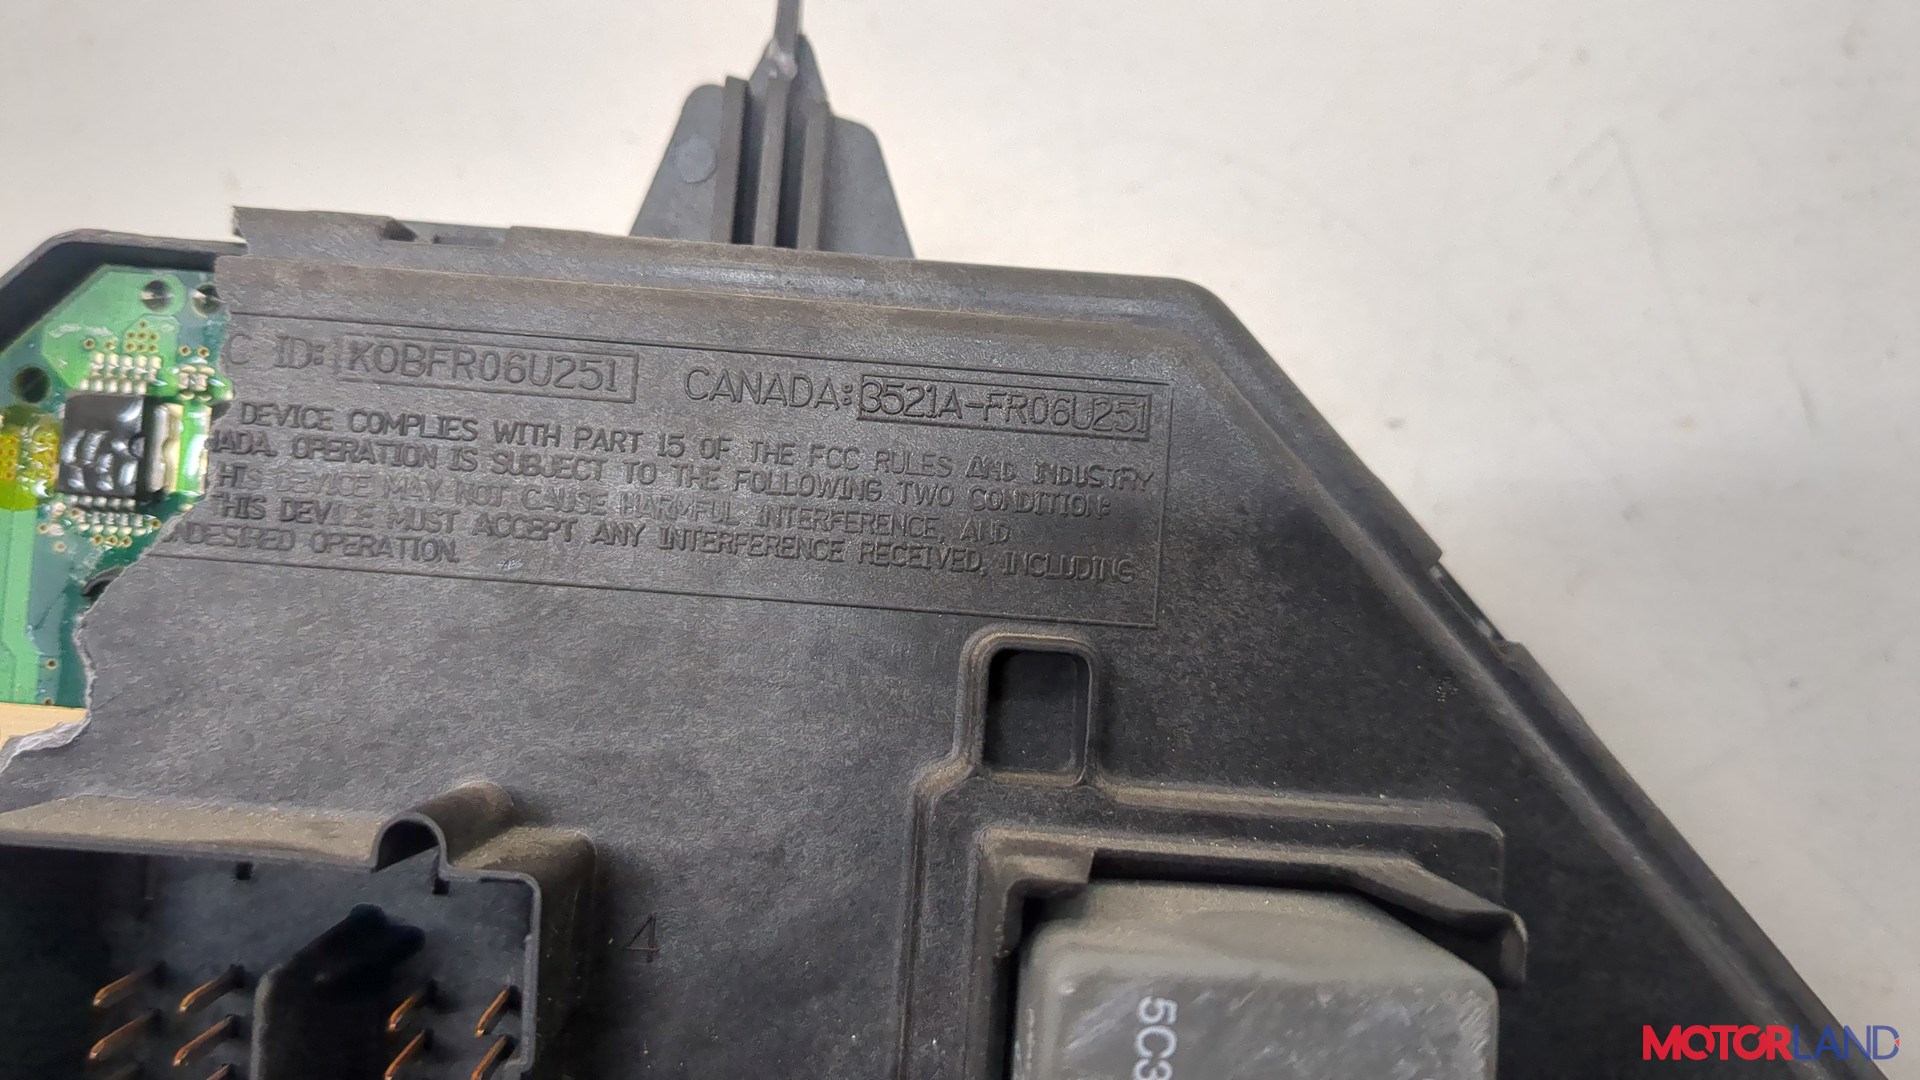 C ID: KOBFR06U251 CANADA: 3521A-FR06U251
DEVICE COMPLIES WITH PART 15 OF THE FCC RULES AND INDUSTRY
NADA. OPERATION IS SUBJECT TO THE FOLLOWING TWO CONDITION:
HIS DEVICE MAY NOT CAUSE HARMFUL INTERFERENCE, AND
THIS DEVICE MUST ACCEPT ANY INTERFERENCE RECEIVED, INCLUDING
NDESIRED OPERATION.
4
5C3
MOTORLAND